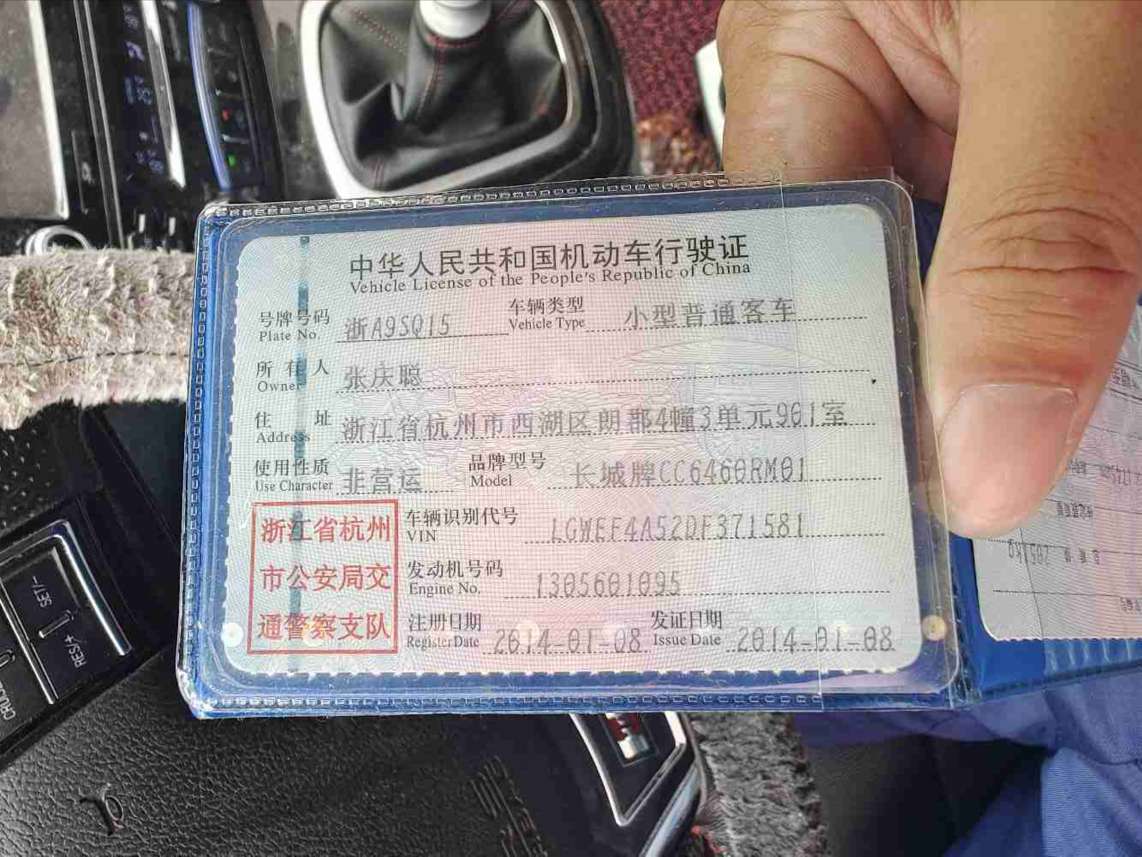 中华人民共和国机动车行驶证
Vehicle License of the People's Republic of China
号牌号码 浙A9SQ15 车辆类型 小型普通客车
Plate No. Vehicle Type
所有人 张庆聪
Owner
住址 浙江省杭州市西湖区朗郡4幢3单元901室
Address
使用性质 非营运 品牌型号 长城牌CC6460RM01
Use Character Model
浙江省杭州
市公安局交
通警察支队
车辆识别代号 LGWEF4A52DF371581
VIN
发动机号码 1305601095
Engine No.
注册日期 2014-01-08 发证日期 2014-01-08
Register Date Issue Date
SET/-
RES/+